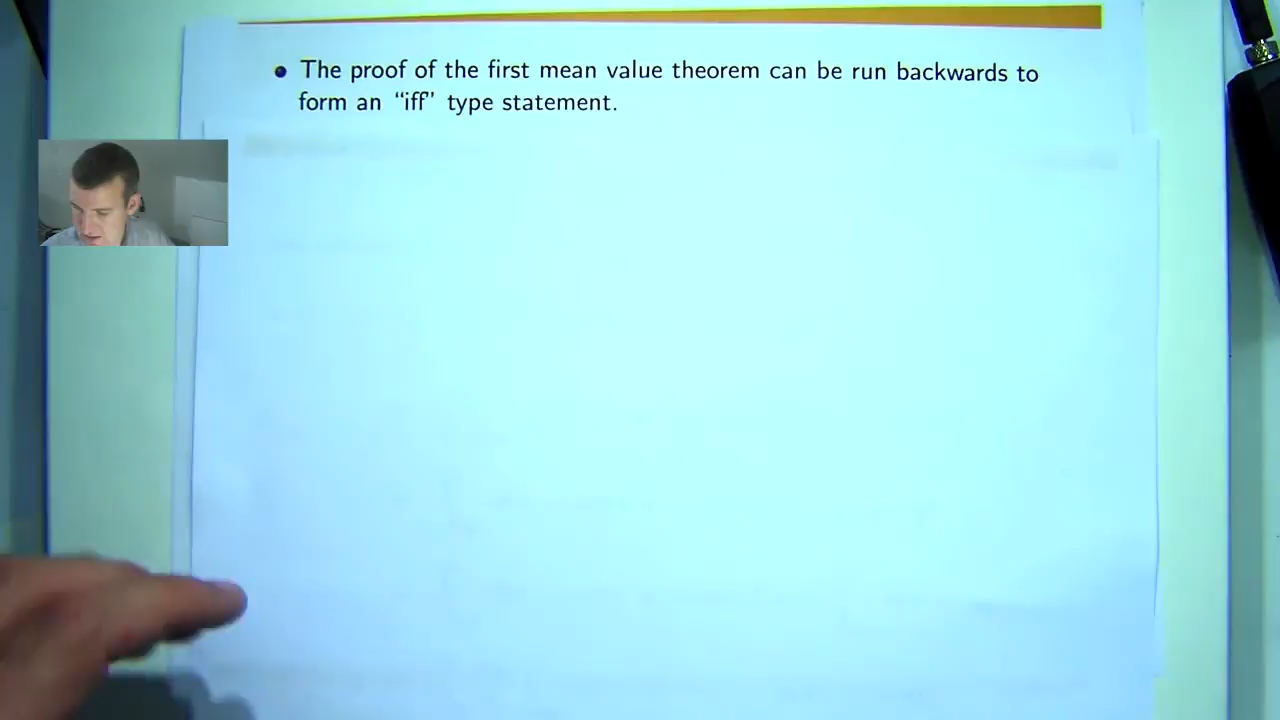 The proof of the first mean value theorem can be run backwards to
form an “iff” type statement.